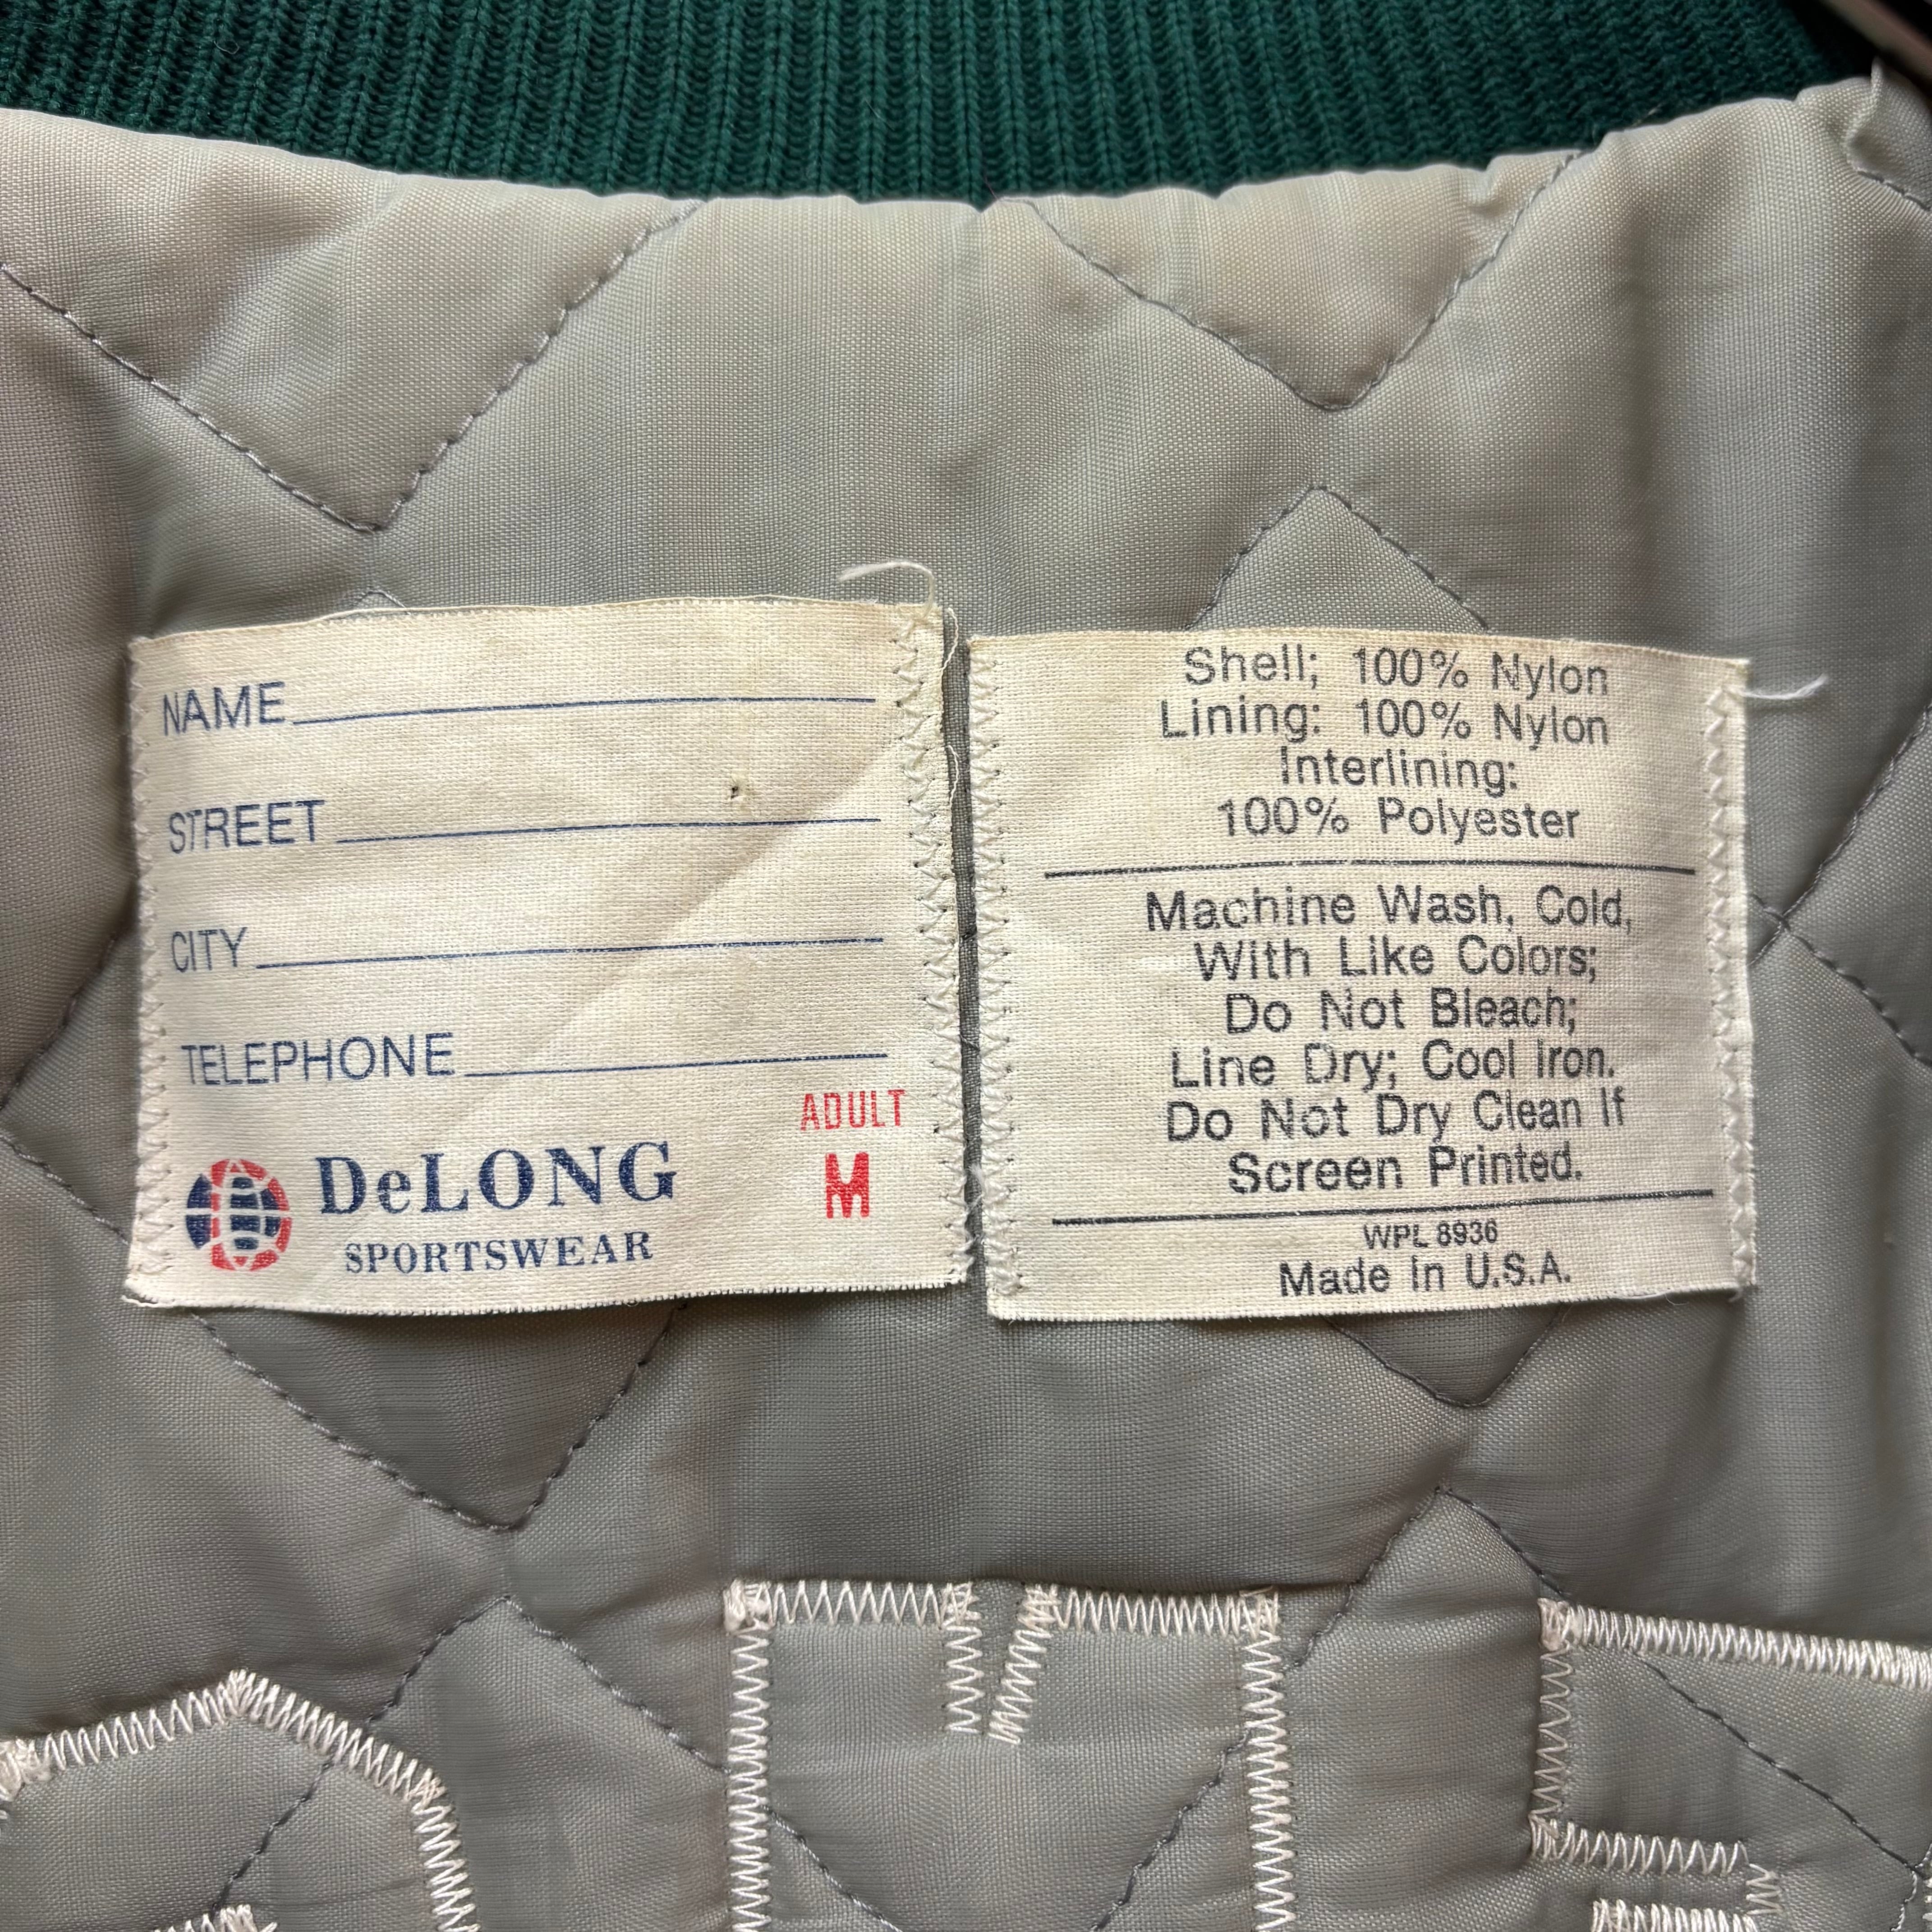 NAME
STREET
CITY
TELEPHONE
ADULT
M
DeLONG
SPORTSWEAR
Shell; 100% Nylon
Lining: 100% Nylon
Interlining:
100% Polyester
Machine Wash, Cold,
With Like Colors;
Do Not Bleach;
Line Dry; Cool Iron.
Do Not Dry Clean If
Screen Printed.
WPL 8936
Made in U.S.A.